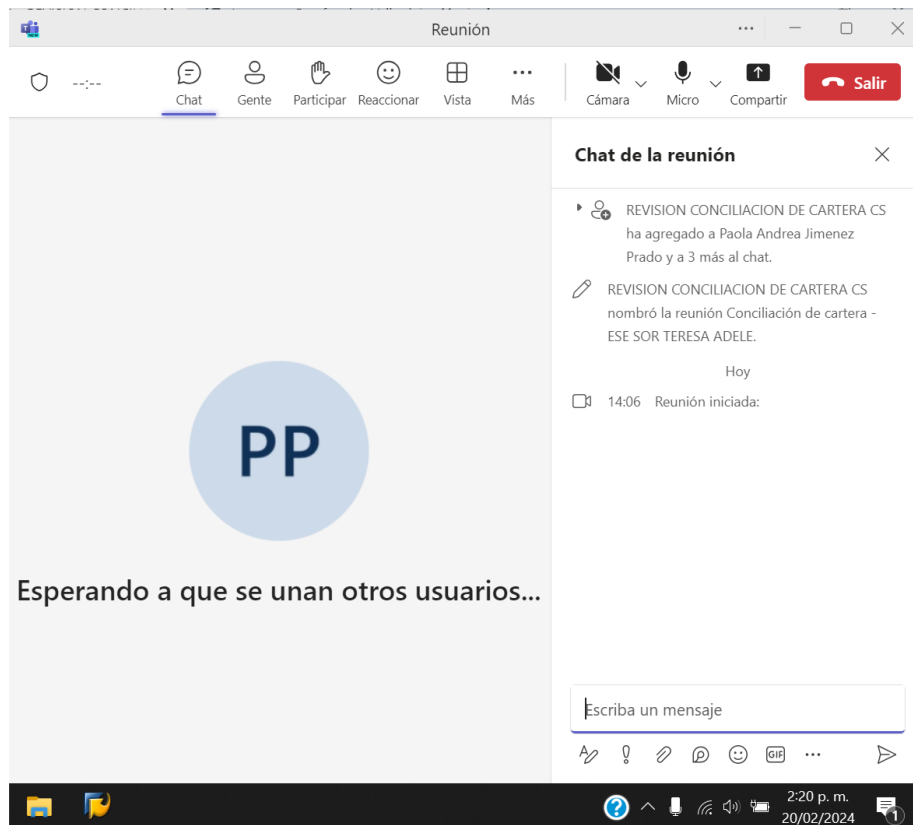 Reunión
--:--
Chat
Gente
Participar
Reaccionar
Vista
Más
Cámara
Micro
Compartir
Salir
Chat de la reunión
REVISION CONCILIACION DE CARTERA CS
ha agregado a Paola Andrea Jimenez
Prado y a 3 más al chat.
REVISION CONCILIACION DE CARTERA CS
nombró la reunión Conciliación de cartera -
ESE SOR TERESA ADELE.
Hoy
14:06 Reunión iniciada:
PP
Esperando a que se unan otros usuarios...
Escriba un mensaje
GIF
2:20 p. m.
20/02/2024
1